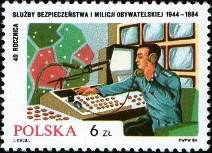 SŁUŻBY BEZPIECZEŃSTWA I MILICJI OBYWATELSKIEJ 1944-1984
40 ROCZNICA
POLSKA
6 ZŁ
PWPW 84